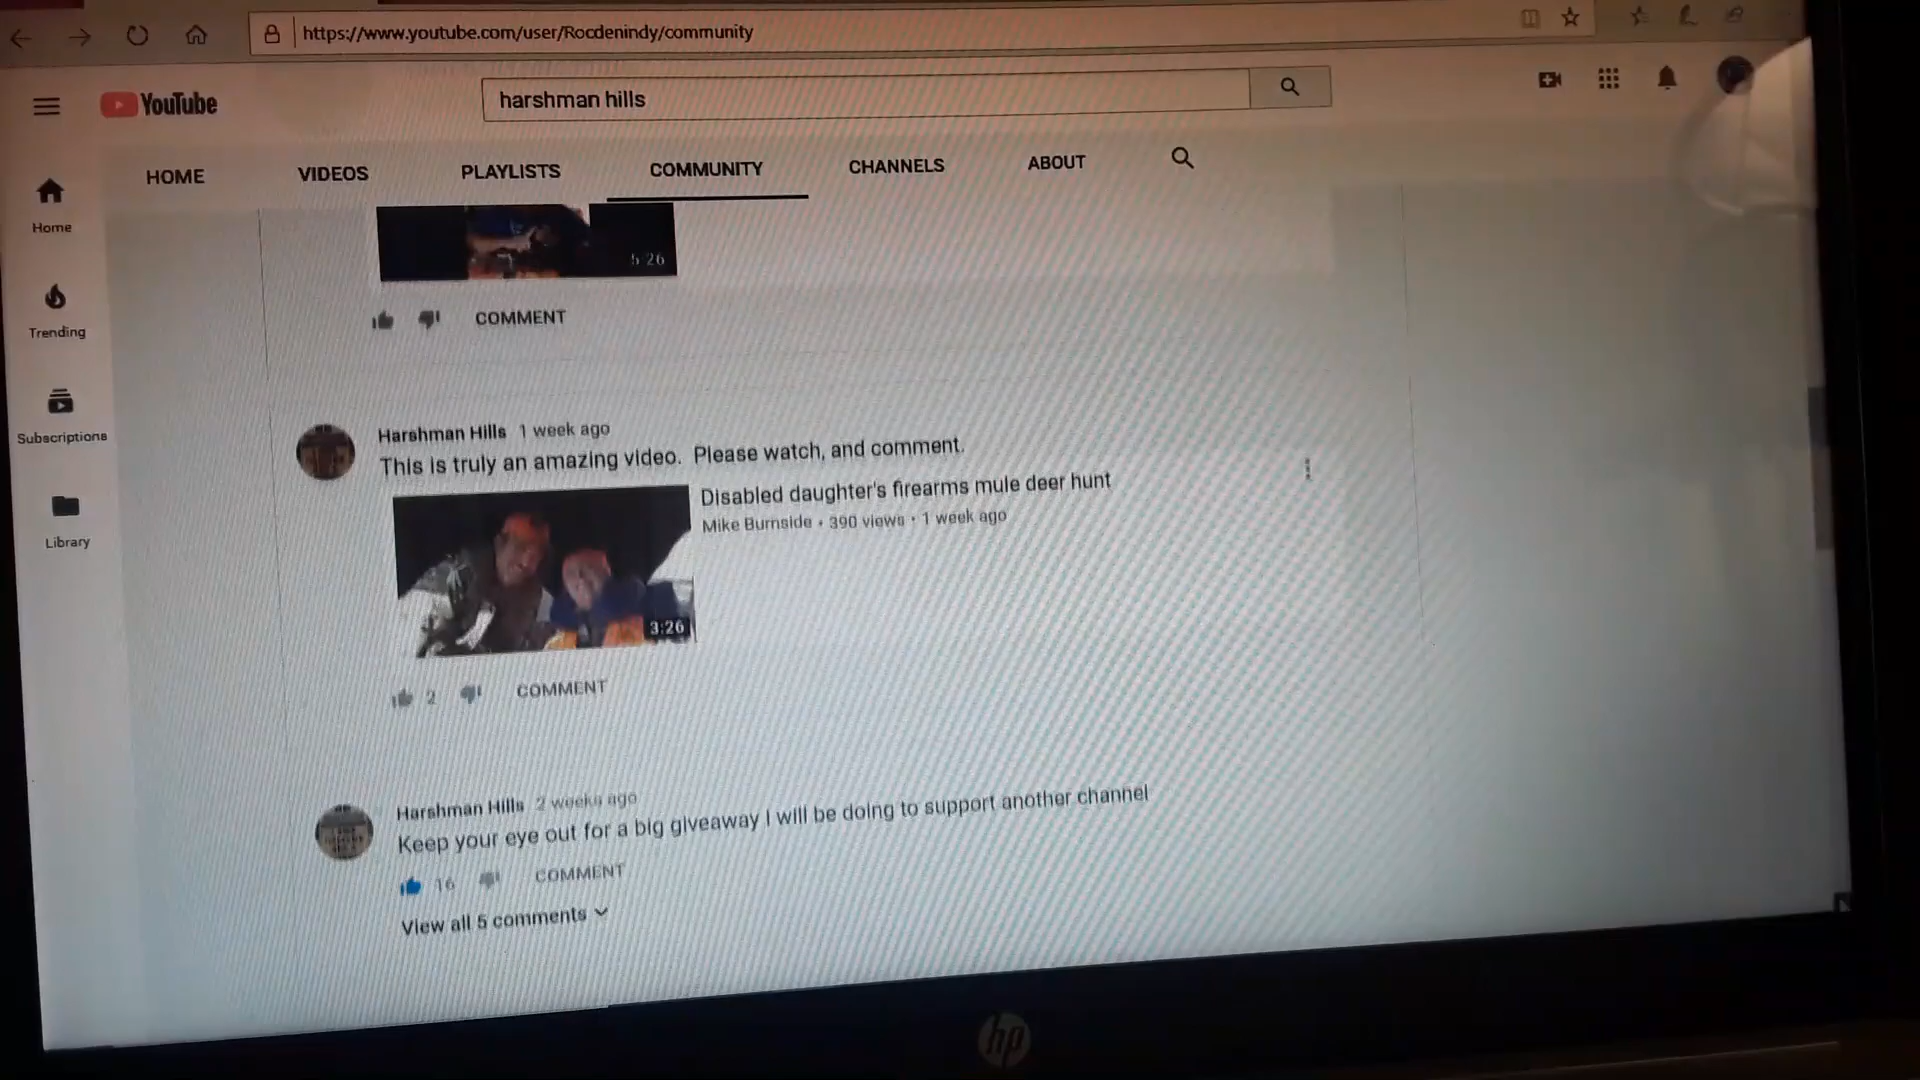 https://www.youtube.com/user/Rocdenindy/community
YouTube
harshman hills
HOME VIDEOS PLAYLISTS COMMUNITY CHANNELS ABOUT
Home
Trending
Subscriptions
Library
5:26
COMMENT
Harshman Hills 1 week ago
This is truly an amazing video. Please watch, and comment.
Disabled daughter's firearms mule deer hunt
Mike Burnside • 390 views • 1 week ago
3:26
2 COMMENT
Harshman Hills 2 weeks ago
Keep your eye out for a big giveaway I will be doing to support another channel
16 COMMENT
View all 5 comments
hp